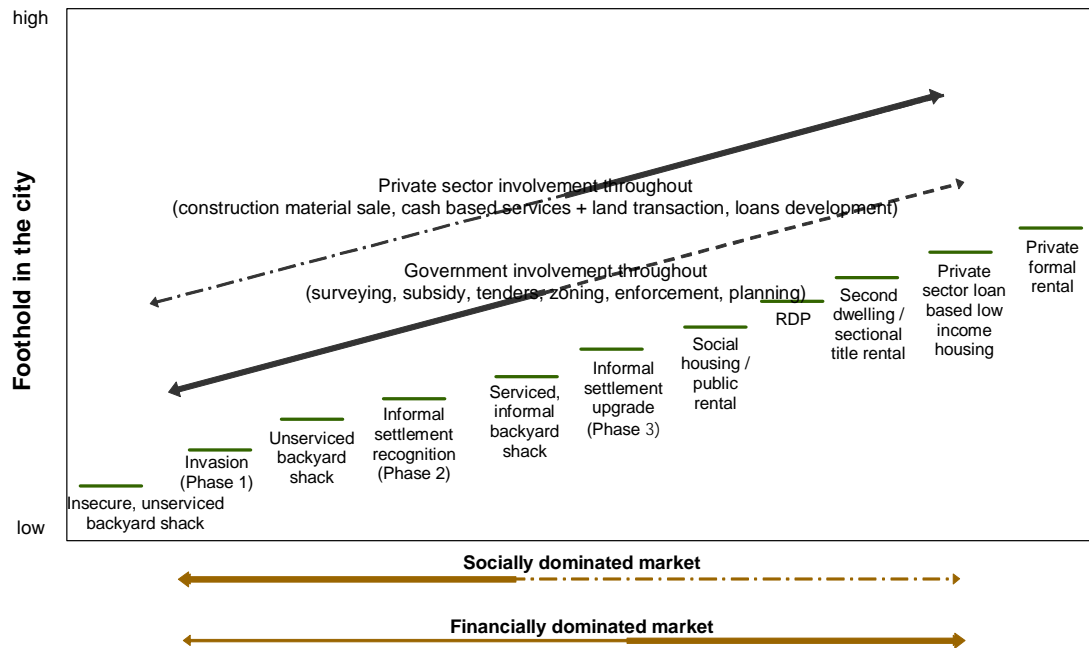 high
Foothold in the city
low
Private sector involvement throughout
(construction material sale, cash based services + land transaction, loans development)
Government involvement throughout
(surveying, subsidy, tenders, zoning, enforcement, planning)
Insecure, unserviced
backyard shack
Invasion
(Phase 1)
Unserviced
backyard
shack
Informal
settlement
recognition
(Phase 2)
Serviced,
informal
backyard
shack
Informal
settlement
upgrade
(Phase 3)
Social
housing /
public
rental
RDP
Second
dwelling /
sectional
title rental
Private
sector loan
based low
income
housing
Private
formal
rental
Socially dominated market
Financially dominated market